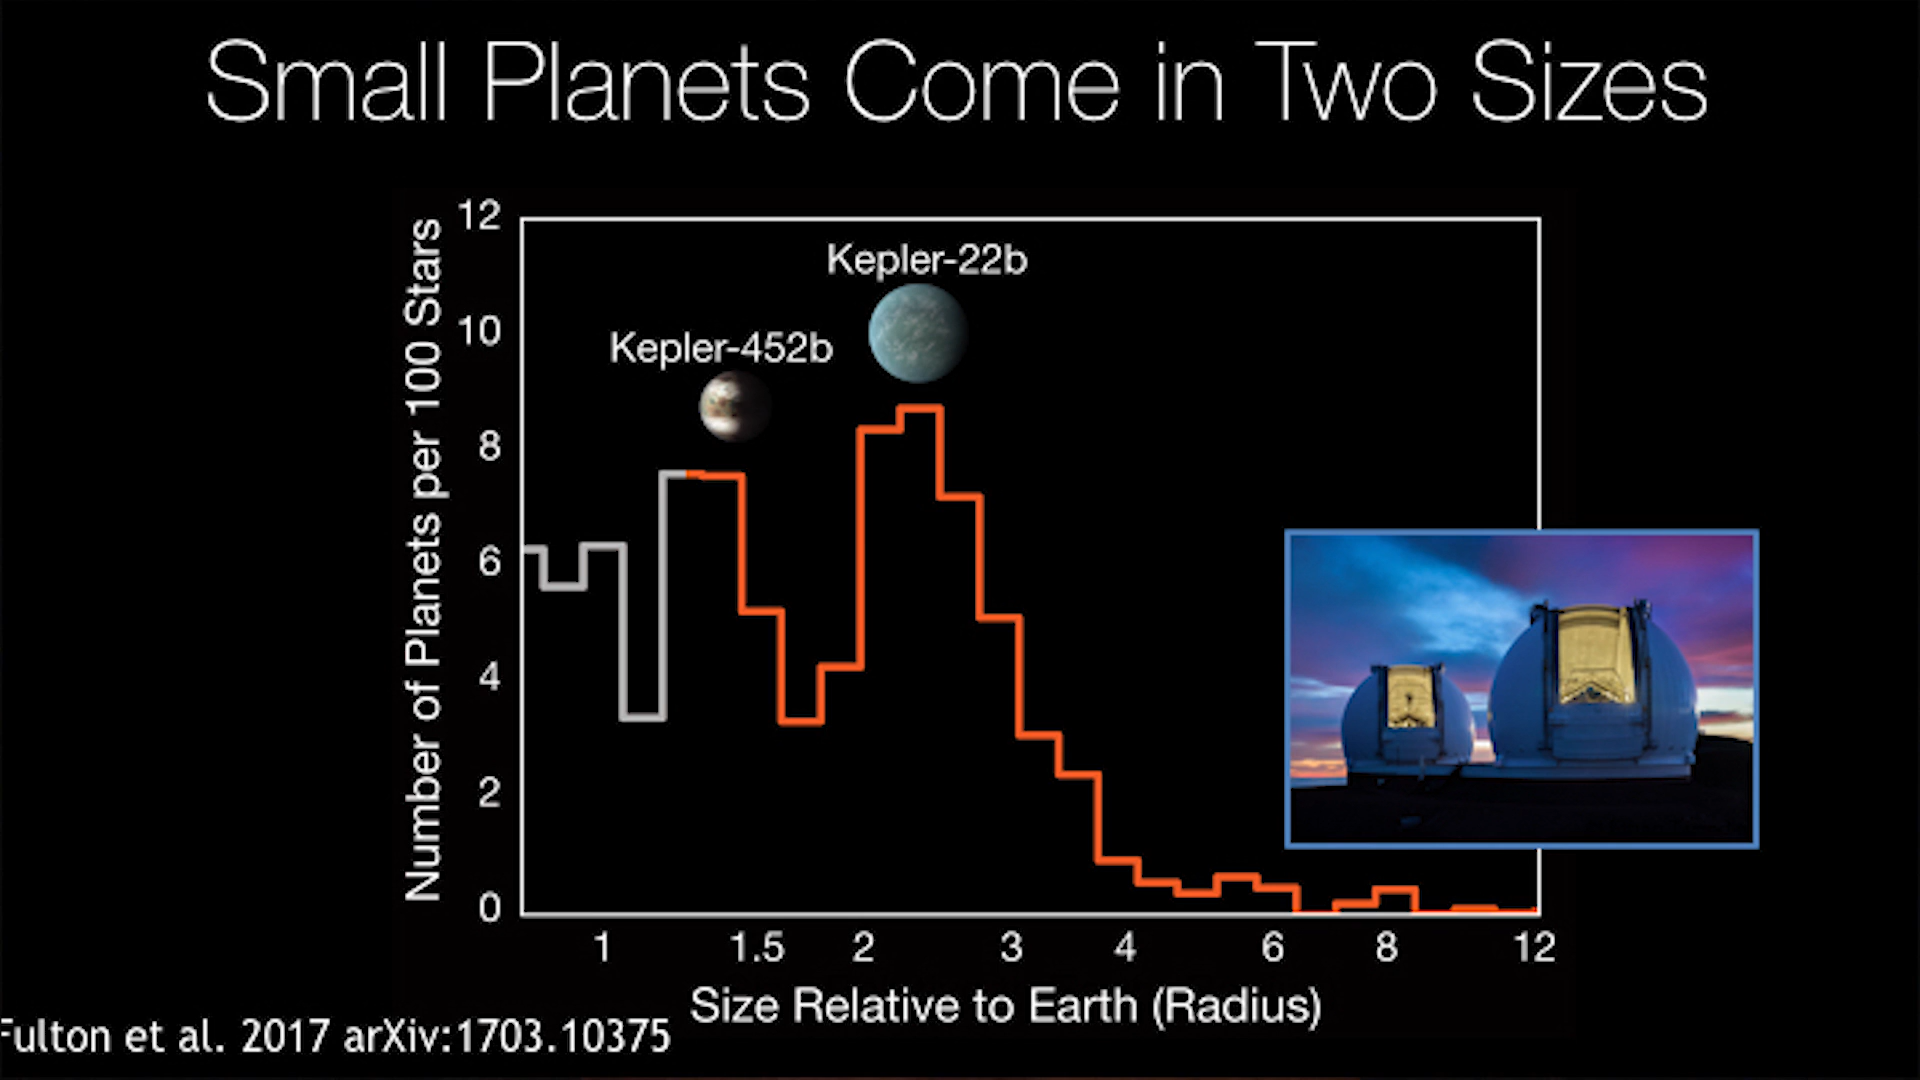 Small Planets Come in Two Sizes
Number of Planets per 100 Stars
12
10
8
6
4
2
0
Kepler-22b
Kepler-452b
1 1.5 2 3 4 6 8 12
Size Relative to Earth (Radius)
Fulton et al. 2017 arXiv:1703.10375